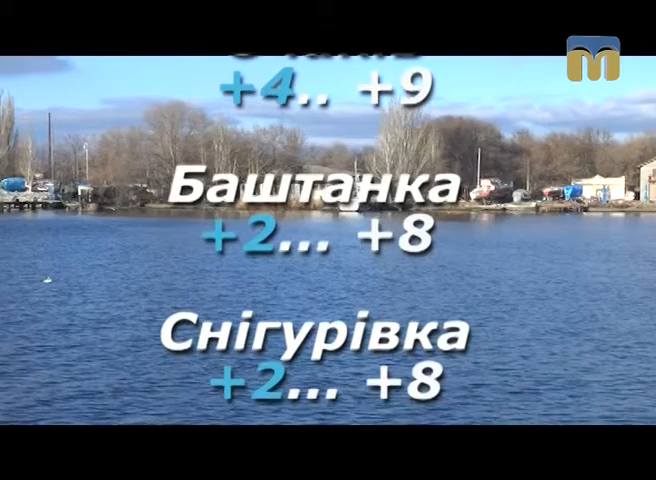 +4.. +9
Баштанка
+2... +8
Снігурівка
+2... +8